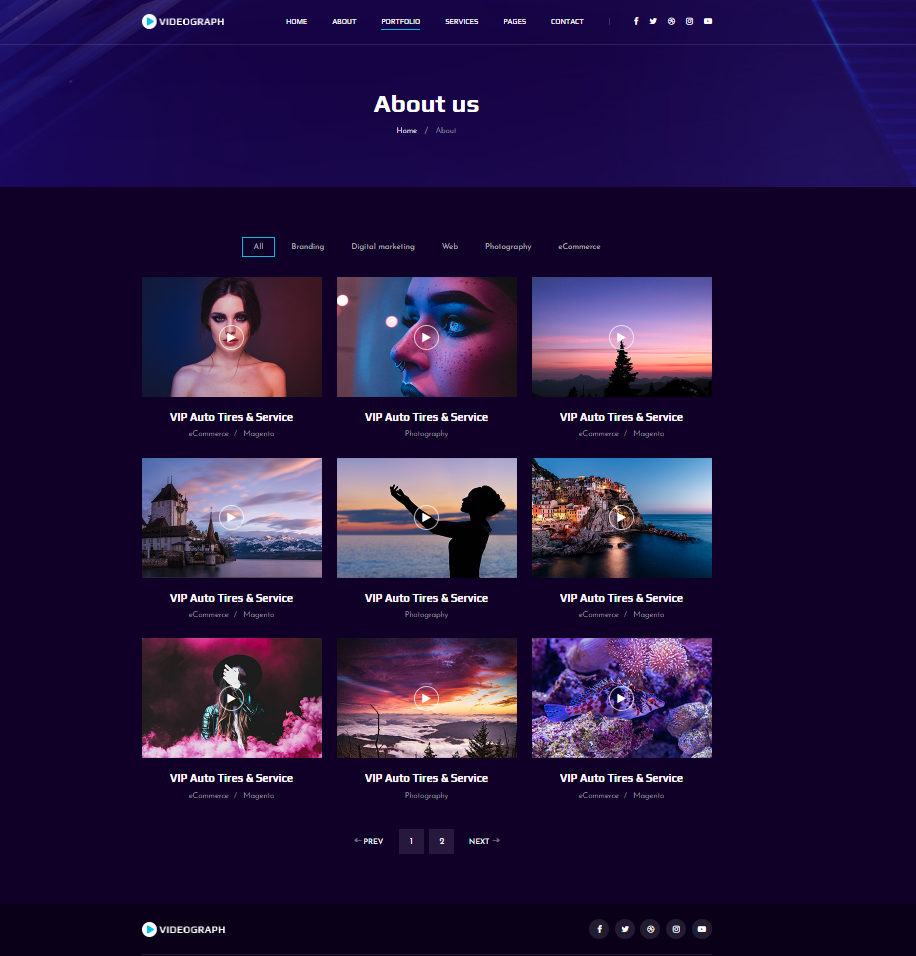 VIDEOGRAPH HOME ABOUT PORTFOLIO SERVICES PAGES CONTACT
About us
Home / About
All Branding Digital marketing Web Photography eCommerce
VIP Auto Tires & Service VIP Auto Tires & Service VIP Auto Tires & Service
eCommerce / Magento Photography eCommerce / Magento
VIP Auto Tires & Service VIP Auto Tires & Service VIP Auto Tires & Service
eCommerce / Magento Photography eCommerce / Magento
VIP Auto Tires & Service VIP Auto Tires & Service VIP Auto Tires & Service
eCommerce / Magento Photography eCommerce / Magento
← PREV 1 2 NEXT →
VIDEOGRAPH